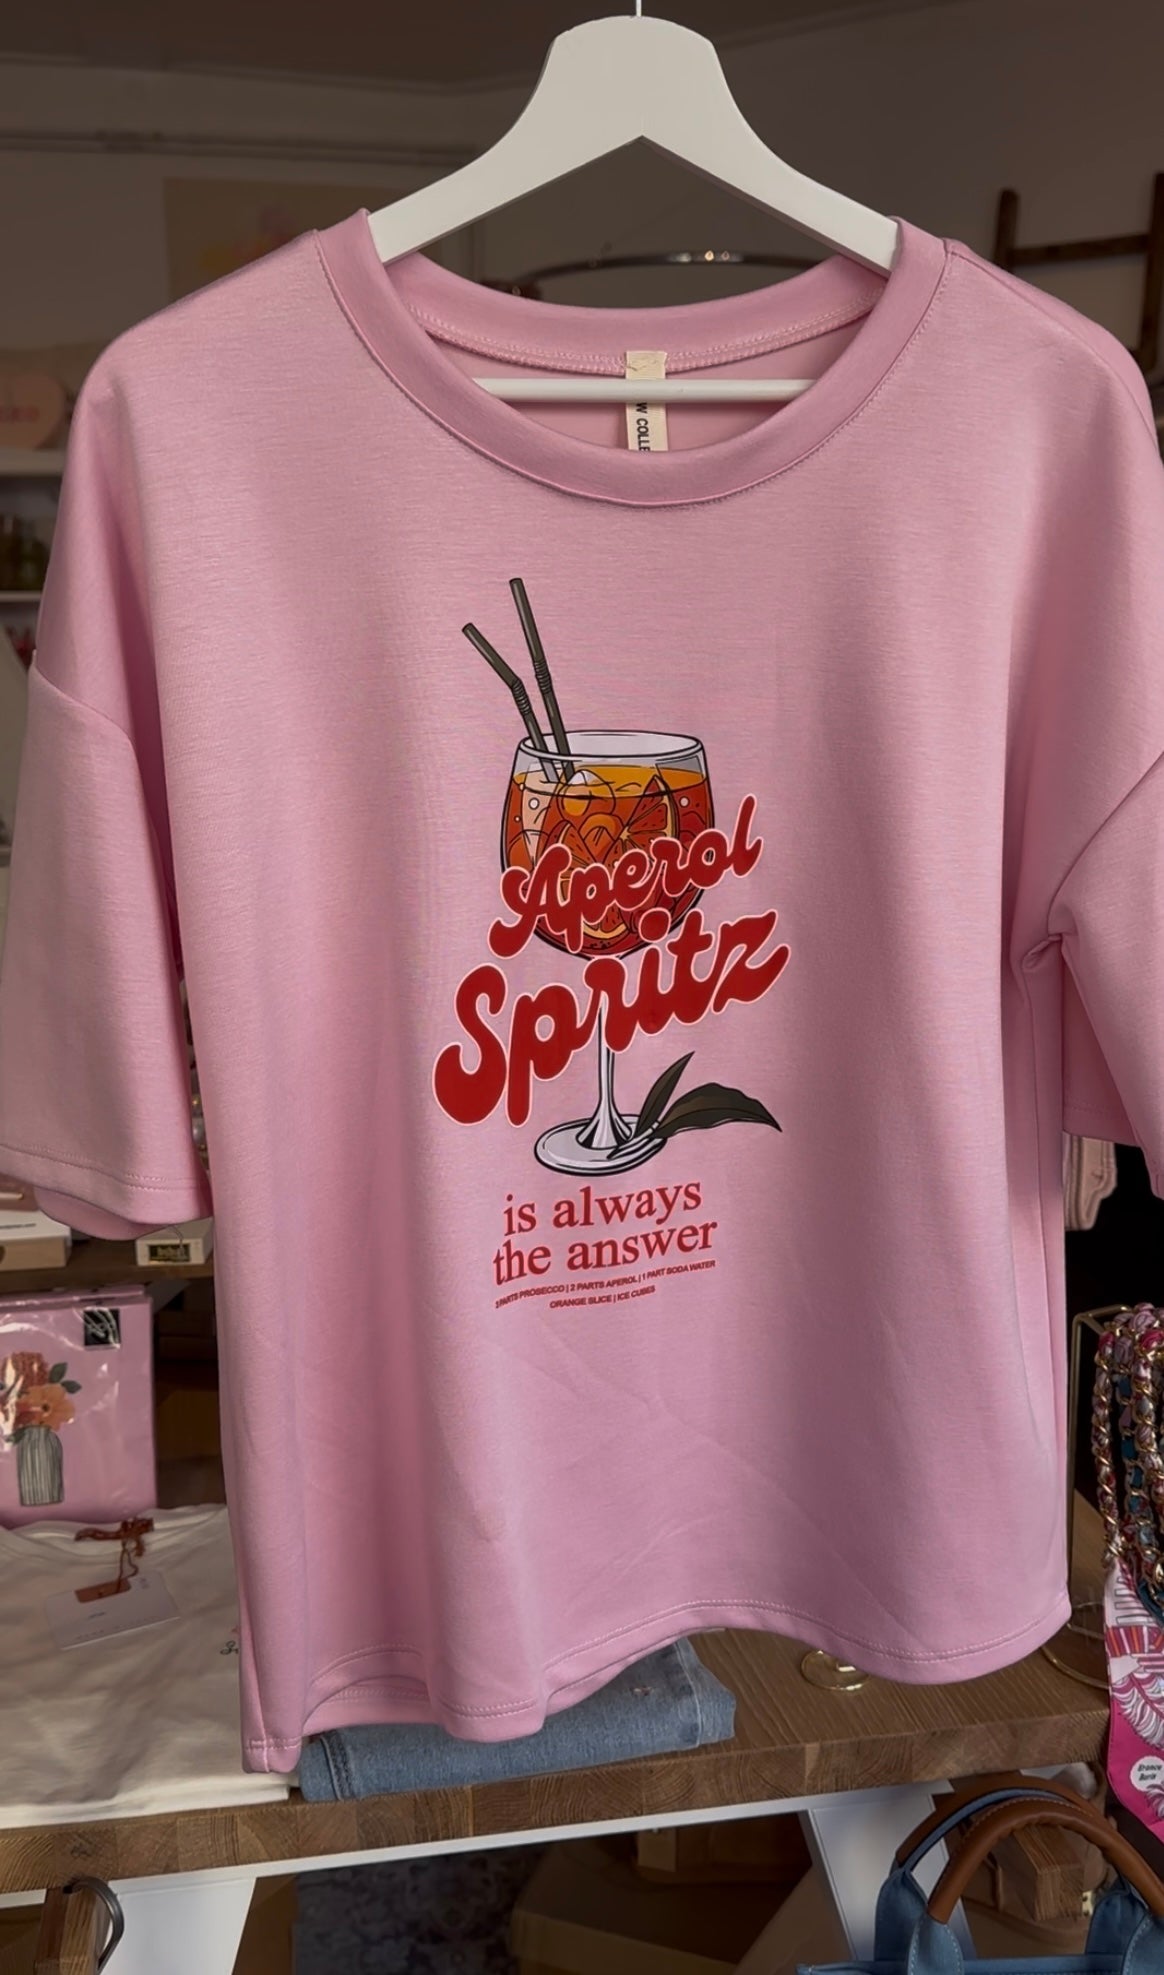 W COLLE
Aperol
Spritz
is always
the answer
3 PARTS PROSECCO | 2 PARTS APEROL | 1 PART SODA WATER
ORANGE SLICE | ICE CUBES